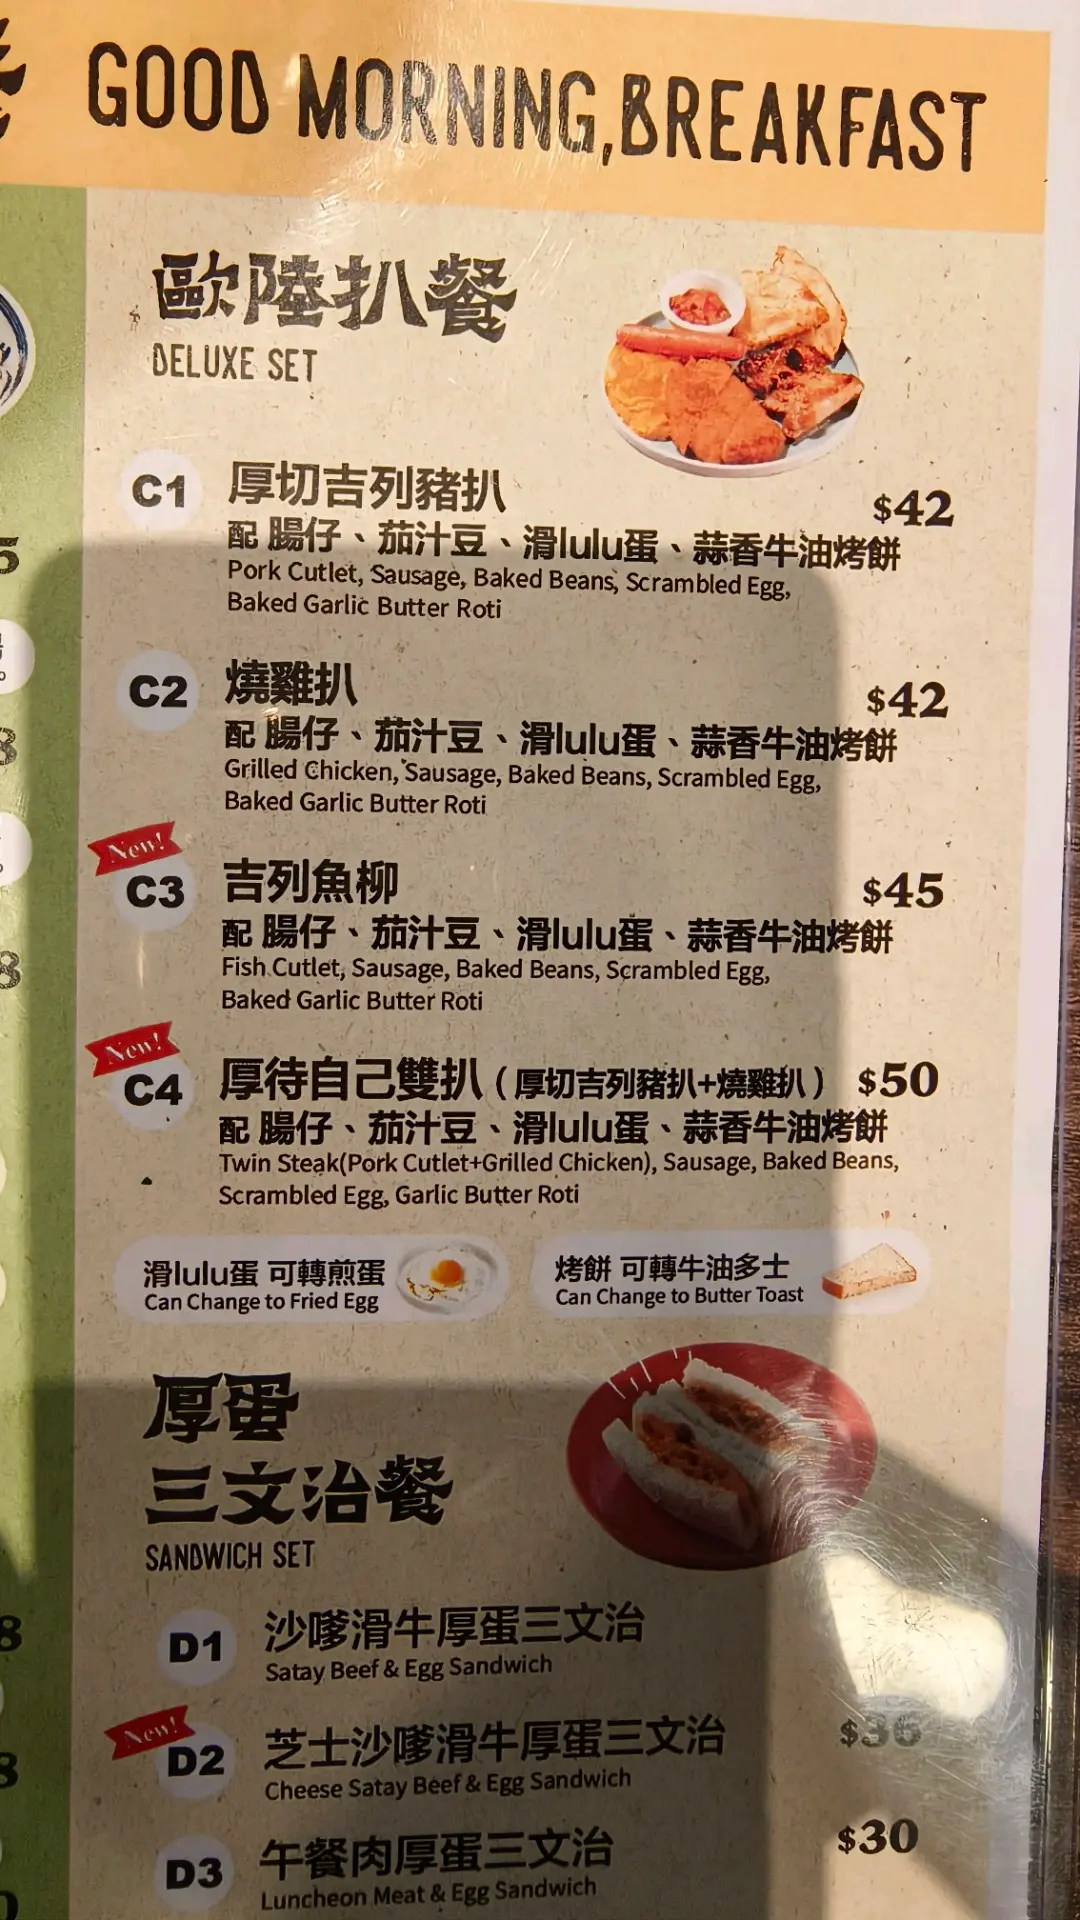 GOOD MORNING,BREAKFAST
歐陸扒餐
DELUXE SET
C1 厚切吉列豬扒 $42
配 腸仔、茄汁豆、滑lulu蛋、蒜香牛油烤餅
Pork Cutlet, Sausage, Baked Beans, Scrambled Egg,
Baked Garlic Butter Roti
C2 燒雞扒 $42
配 腸仔、茄汁豆、滑lulu蛋、蒜香牛油烤餅
Grilled Chicken, Sausage, Baked Beans, Scrambled Egg,
Baked Garlic Butter Roti
New!
C3 吉列魚柳 $45
配 腸仔、茄汁豆、滑lulu蛋、蒜香牛油烤餅
Fish Cutlet, Sausage, Baked Beans, Scrambled Egg,
Baked Garlic Butter Roti
New!
C4 厚待自己雙扒（厚切吉列豬扒+燒雞扒） $50
配 腸仔、茄汁豆、滑lulu蛋、蒜香牛油烤餅
Twin Steak(Pork Cutlet+Grilled Chicken), Sausage, Baked Beans,
Scrambled Egg, Garlic Butter Roti
滑lulu蛋 可轉煎蛋
Can Change to Fried Egg
烤餅 可轉牛油多士
Can Change to Butter Toast
厚蛋
三文治餐
SANDWICH SET
D1 沙嗲滑牛厚蛋三文治
Satay Beef & Egg Sandwich
New!
D2 芝士沙嗲滑牛厚蛋三文治 $36
Cheese Satay Beef & Egg Sandwich
D3 午餐肉厚蛋三文治 $30
Luncheon Meat & Egg Sandwich